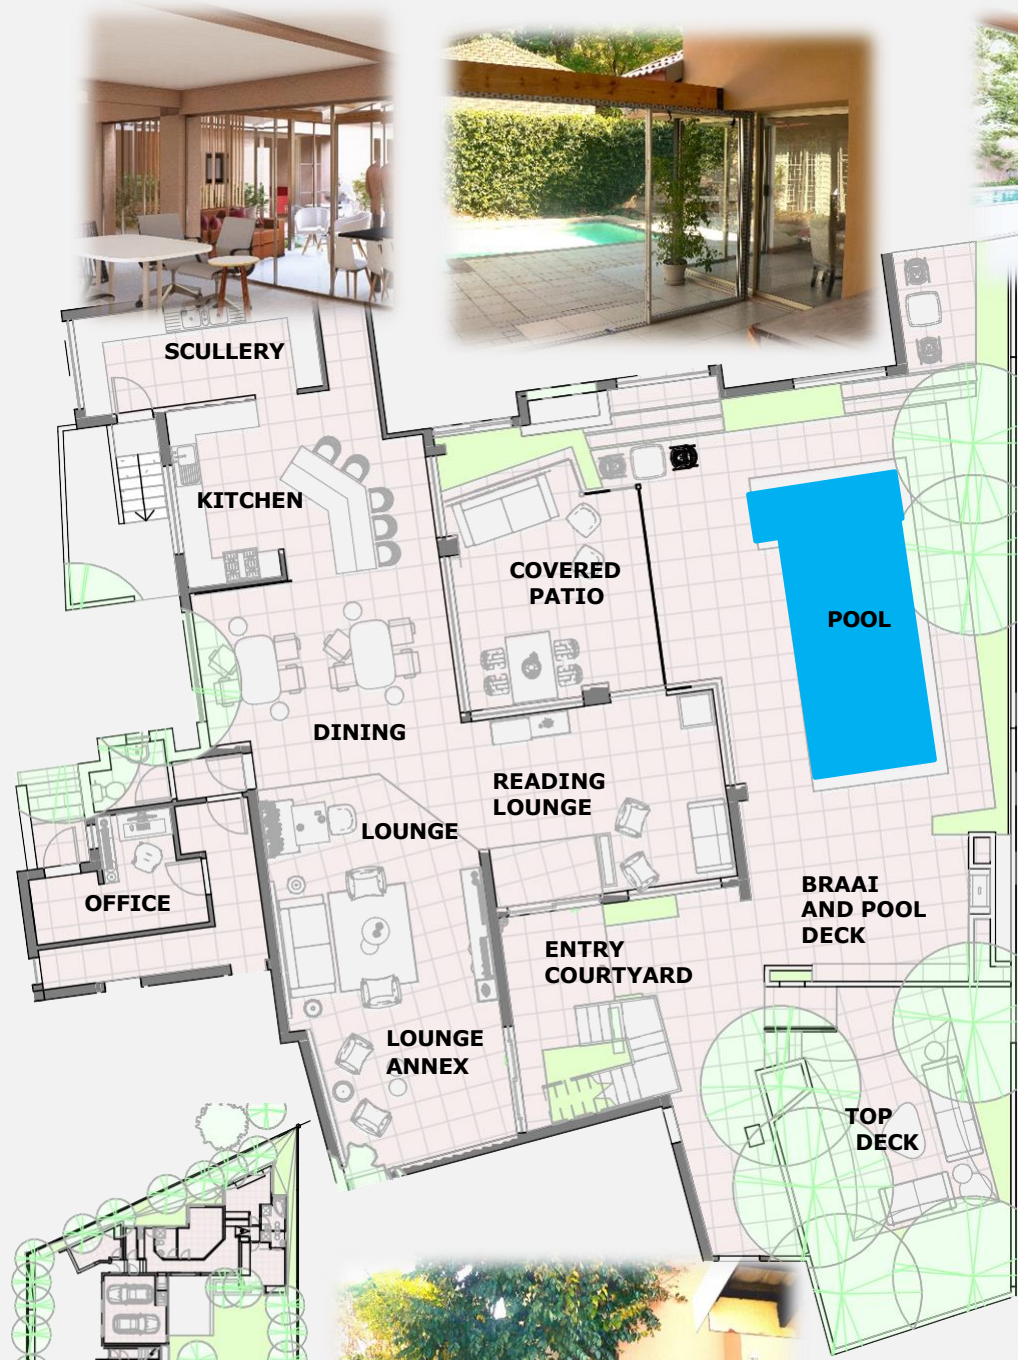 SCULLERY
KITCHEN
COVERED
PATIO
POOL
DINING
READING
LOUNGE
LOUNGE
OFFICE
BRAAI
AND POOL
DECK
ENTRY
COURTYARD
LOUNGE
ANNEX
TOP
DECK